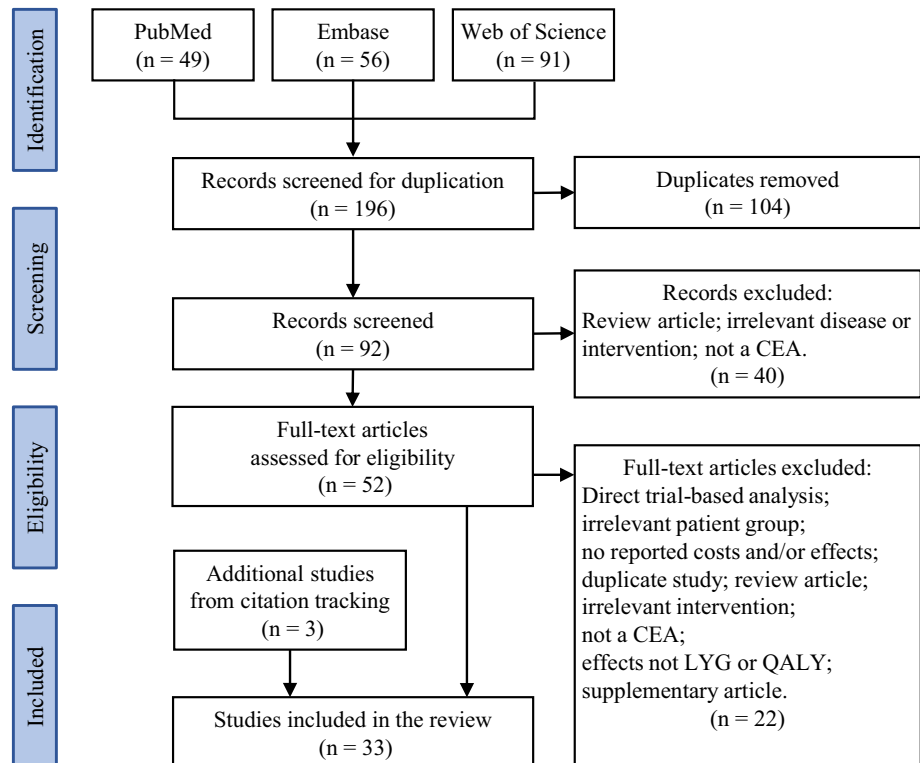 Identification
PubMed
(n = 49)
Embase
(n = 56)
Web of Science
(n = 91)
Records screened for duplication
(n = 196)
Duplicates removed
(n = 104)
Screening
Records screened
(n = 92)
Records excluded:
Review article; irrelevant disease or
intervention; not a CEA.
(n = 40)
Eligibility
Full-text articles
assessed for eligibility
(n = 52)
Full-text articles excluded:
Direct trial-based analysis;
irrelevant patient group;
no reported costs and/or effects;
duplicate study; review article;
irrelevant intervention;
not a CEA;
effects not LYG or QALY;
supplementary article.
(n = 22)
Additional studies
from citation tracking
(n = 3)
Included
Studies included in the review
(n = 33)